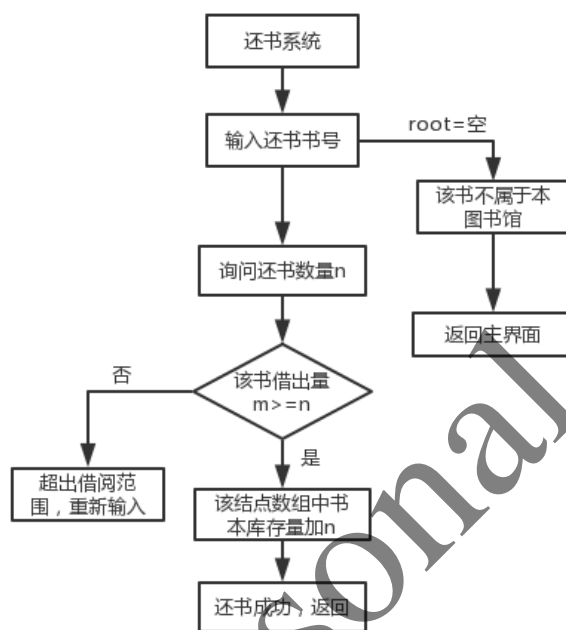 还书系统
输入还书书号
root=空
该书不属于本
图书馆
询问还书数量n
返回主界面
该书借出量
m>=n
否
是
超出借阅范
围，重新输入
该结点数组中书
本库存量加n
还书成功，返回
sonal